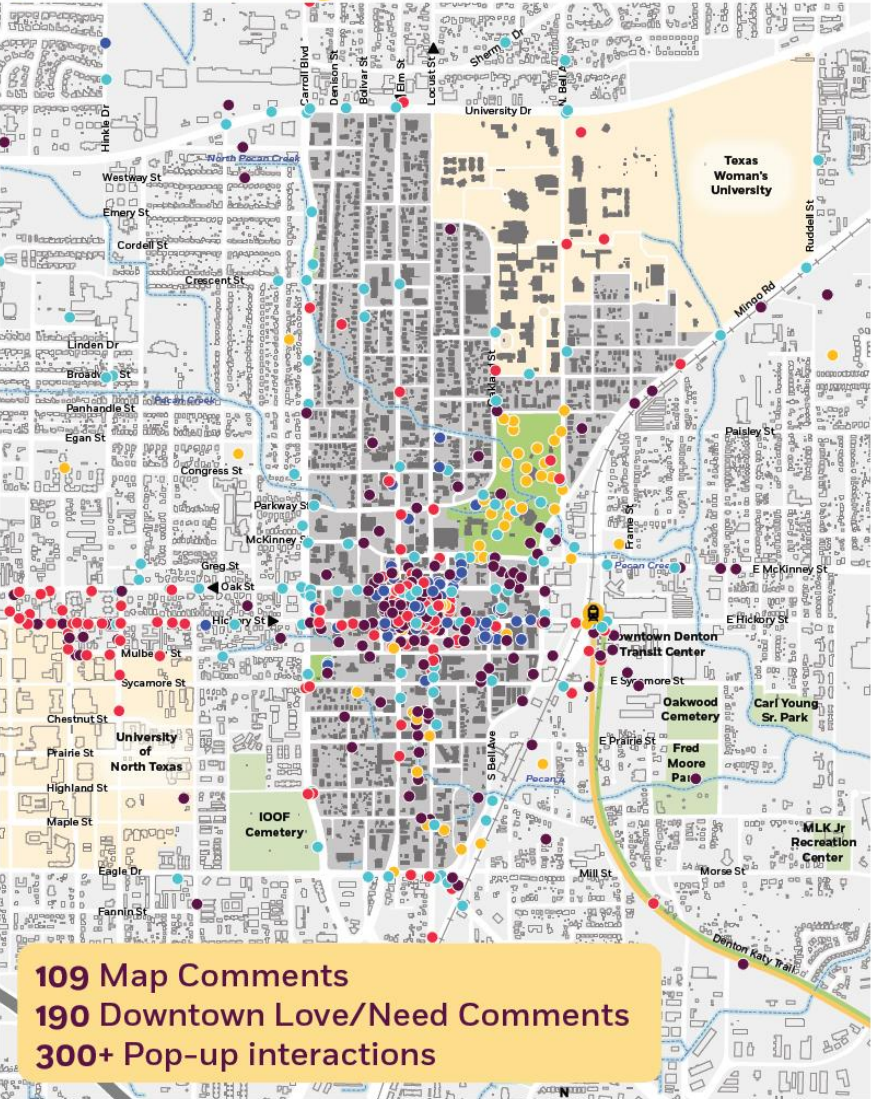 Carroll Blvd
Denison St
Bolivar St
N Elm St
Locust St
Sherm Dr
N. Bell A
Hinkle Dr
University Dr
North Pecan Creek
Westway St
Texas
Woman's
University
Emery St
Ruddell St
Cordell St
Crescent St
Mingo Rd
Linden Dr
Broad St
Pecan Creek
Panhandle St
Oakland St
Egan St
Paisley St
Congress St
Parkway St
Frame St
McKinney S
Greg St
Pecan Creek
E McKinney St
Oak St
Hickory St
E Hickory St
Mulberry St
Downtown Denton
Transit Center
Sycamore St
E Sycamore St
Oakwood
Cemetery
Carl Young
Sr. Park
Chestnut St
University
of
North Texas
Prairie St
E Prairie St
S Bell Ave
Fred
Moore
Park
Highland St
Pecan
Maple St
IOOF
Cemetery
MLK Jr
Recreation
Center
Eagle Dr
Mill St
Morse St
Fannin St
Denton Katy Trail
109 Map Comments
190 Downtown Love/Need Comments
300+ Pop-up interactions
N